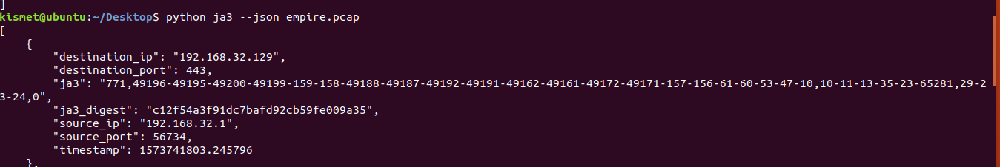 ]
kismet@ubuntu:~/Desktop$ python ja3 --json empire.pcap
[
    {
        "destination_ip": "192.168.32.129",
        "destination_port": 443,
        "ja3": "771,49196-49195-49200-49199-159-158-49188-49187-49192-49191-49162-49161-49172-49171-157-156-61-60-53-47-10,10-11-13-35-23-65281,29-2
3-24,0",
        "ja3_digest": "c12f54a3f91dc7bafd92cb59fe009a35",
        "source_ip": "192.168.32.1",
        "source_port": 56734,
        "timestamp": 1573741803.245796
    },